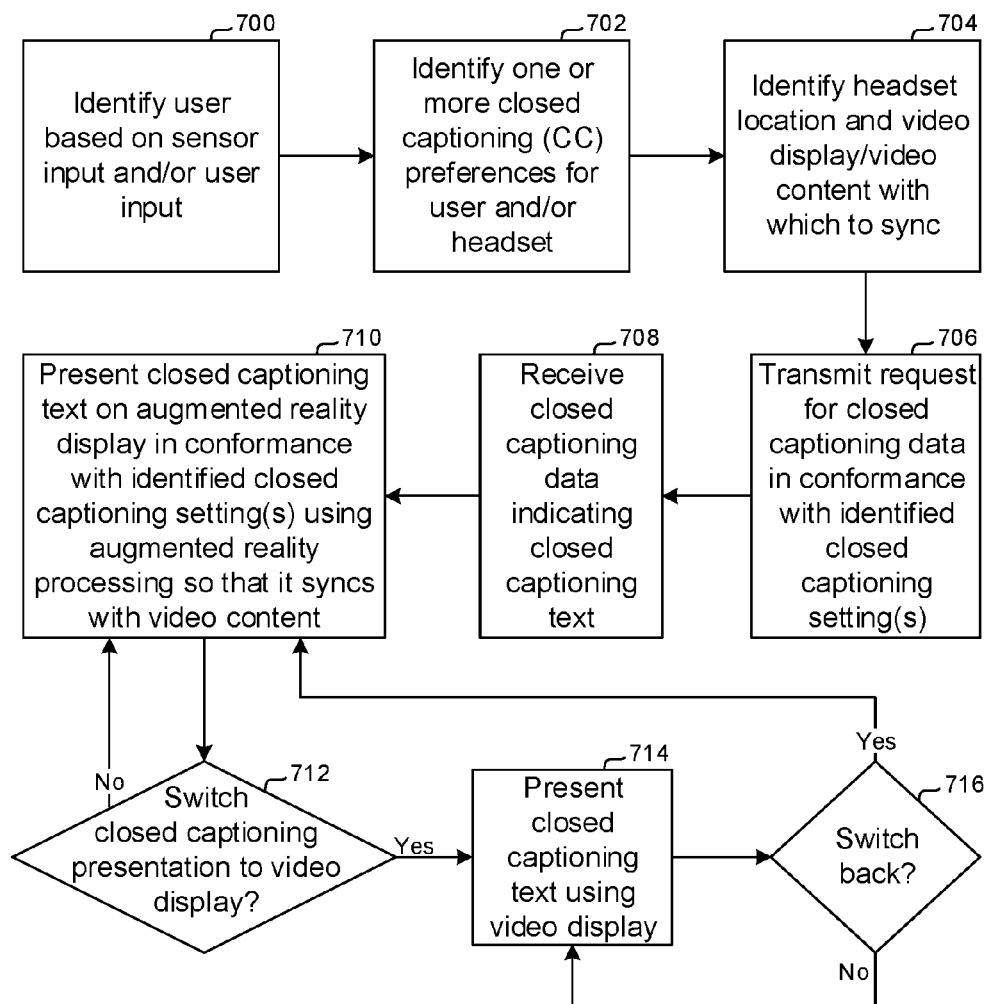 700
Identify user
based on sensor
input and/or user
input
702
Identify one or
more closed
captioning (CC)
preferences for
user and/or
headset
704
Identify headset
location and video
display/video
content with
which to sync
706
Transmit request
for closed
captioning data
in conformance
with identified
closed
captioning
setting(s)
708
Receive
closed
captioning
data
indicating
closed
captioning
text
710
Present closed captioning
text on augmented reality
display in conformance
with identified closed
captioning setting(s) using
augmented reality
processing so that it syncs
with video content
712
Switch
closed captioning
presentation to video
display?
No
Yes
714
Present
closed
captioning
text using
video display
716
Switch
back?
Yes
No